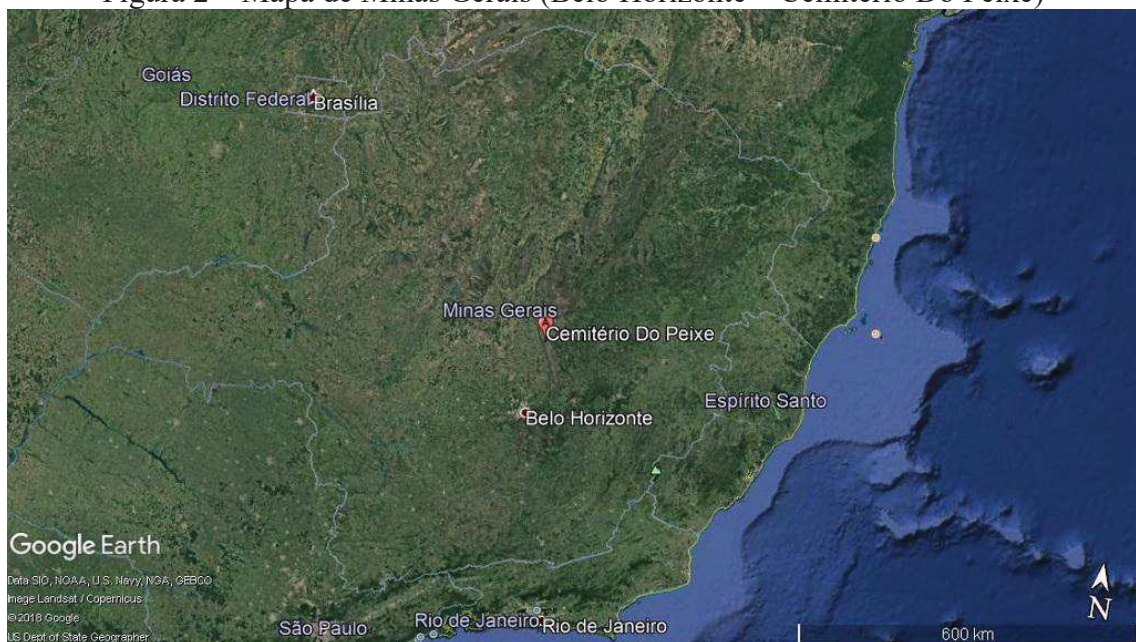 Figura 2 – Mapa de Minas Gerais (Belo Horizonte – Cemitério Do Peixe)
Goiás
Distrito Federal
Brasília
Minas Gerais
Cemitério Do Peixe
Espírito Santo
Belo Horizonte
Google Earth
Data SIO, NOAA, U.S. Navy, NGA, GEBCO
Image Landsat / Copernicus
©2018 Google
US Dept of State Geographer
São Paulo
Rio de Janeiro
Rio de Janeiro
600 km
N